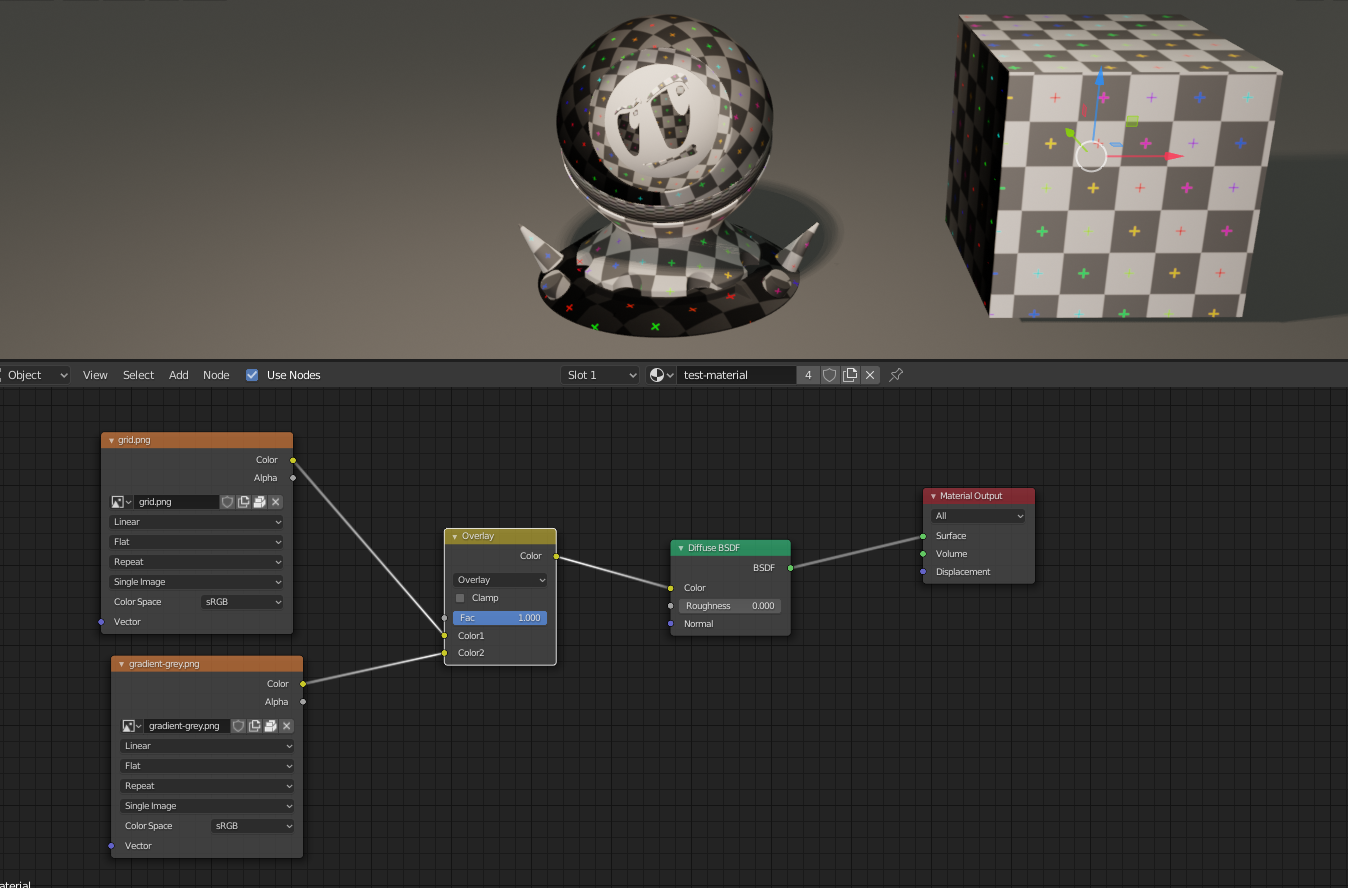 Object View Select Add Node Use Nodes Slot 1 test-material 4
grid.png
Color
Alpha
grid.png
Linear
Flat
Repeat
Single Image
Color Space sRGB
Vector
gradient-grey.png
Color
Alpha
gradient-grey.png
Linear
Flat
Repeat
Single Image
Color Space sRGB
Vector
Overlay
Color
Overlay
Clamp
Fac 1.000
Color1
Color2
Diffuse BSDF
BSDF
Color
Roughness 0.000
Normal
Material Output
All
Surface
Volume
Displacement